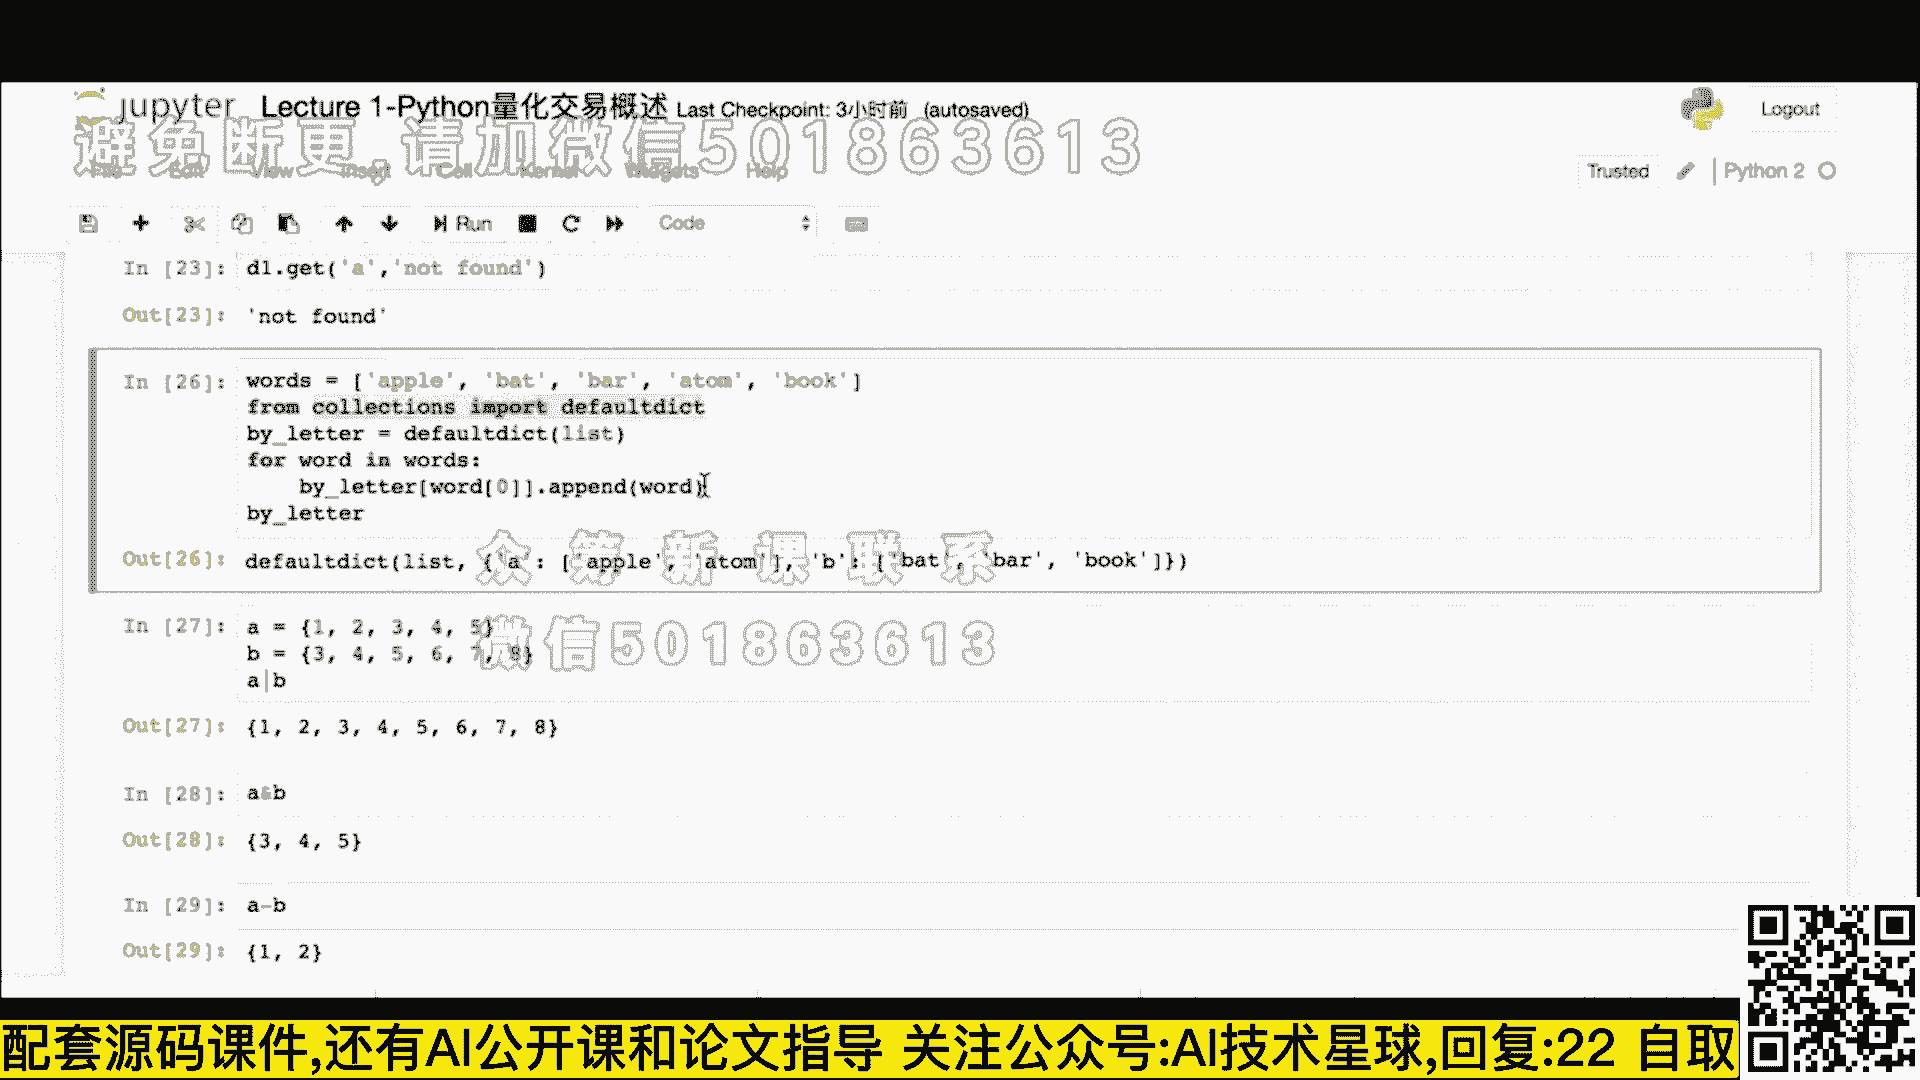 jupyter Lecture 1-Python量化交易概述 Last Checkpoint: 3小时前 (autosaved)
Logout
避免断更,请加微信501863613
File Edit View Insert Cell Kernel Widgets Help
Trusted Python 2
Run Code
In [23]: d1.get('a','not found')
Out[23]: 'not found'
In [26]: words = ['apple', 'bat', 'bar', 'atom', 'book']
from collections import defaultdict
by_letter = defaultdict(list)
for word in words:
by_letter[word[0]].append(word)
by_letter
众筹新课联系
Out[26]: defaultdict(list, {'a': ['apple', 'atom'], 'b': ['bat', 'bar', 'book']})
In [27]: a = {1, 2, 3, 4, 5}
微信501863613
b = {3, 4, 5, 6, 7, 8}
a|b
Out[27]: {1, 2, 3, 4, 5, 6, 7, 8}
In [28]: a&b
Out[28]: {3, 4, 5}
In [29]: a-b
Out[29]: {1, 2}
配套源码课件,还有AI公开课和论文指导 关注公众号:AI技术星球,回复:22 自取